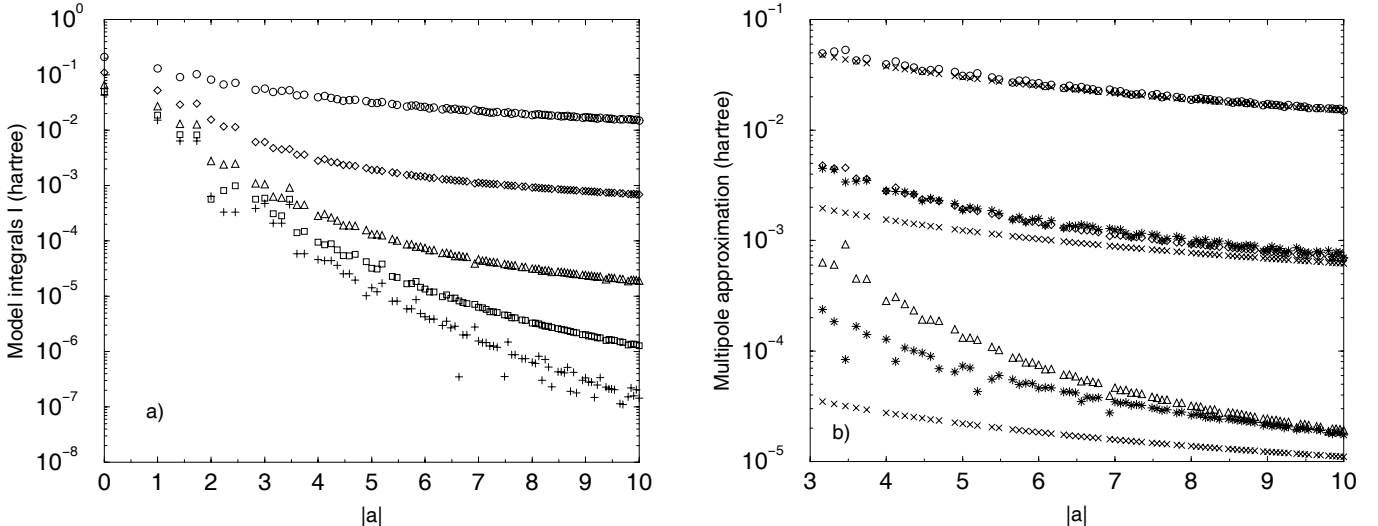 Model integrals I (hartree)
10⁰
10⁻¹
10⁻²
10⁻³
10⁻⁴
10⁻⁵
10⁻⁶
10⁻⁷
10⁻⁸
a)
0 1 2 3 4 5 6 7 8 9 10
|a|
Multipole approximation (hartree)
10⁻¹
10⁻²
10⁻³
10⁻⁴
10⁻⁵
b)
3 4 5 6 7 8 9 10
|a|